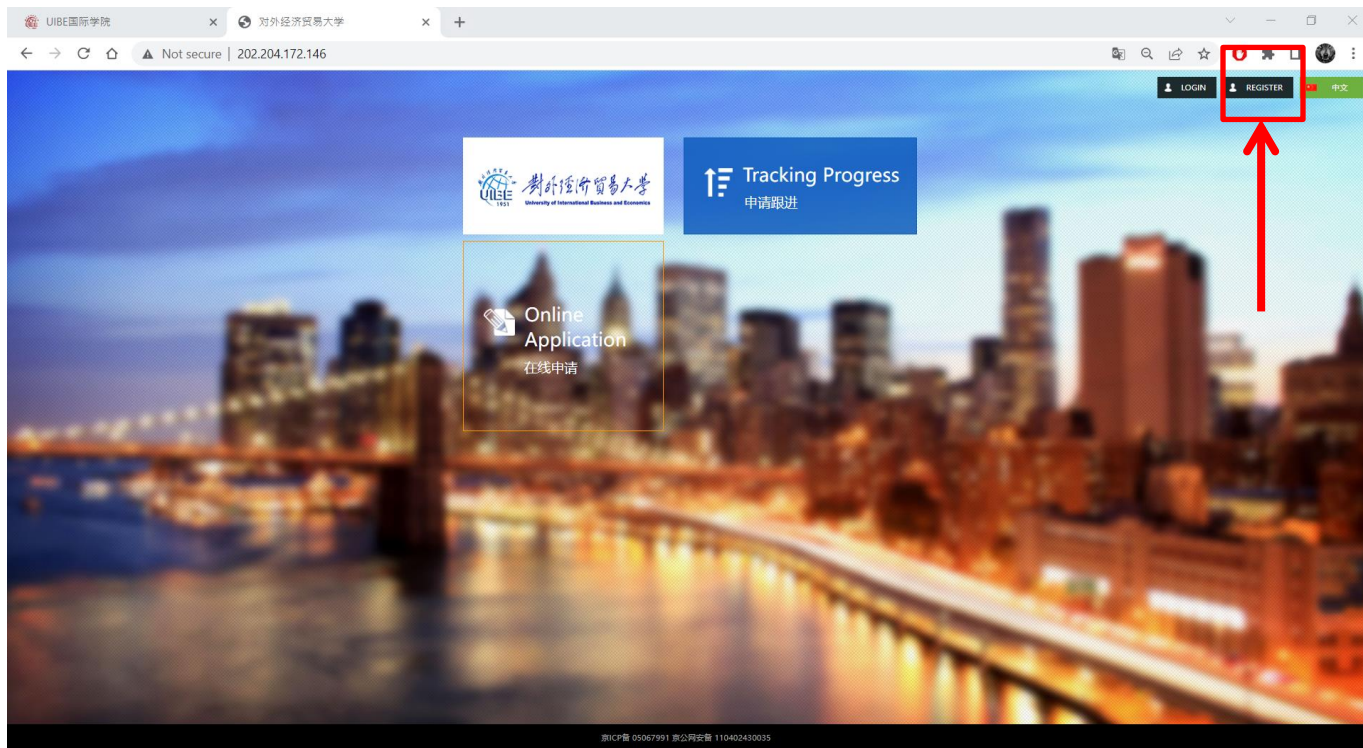 UIBE国际学院
对外经济贸易大学
Not secure | 202.204.172.146
LOGIN
REGISTER
中文
UIBE
1951
對外經济贸易大学
University of International Business and Economics
Tracking Progress
申请跟进
Online
Application
在线申请
京ICP备 05067991 京公网安备 110402430035